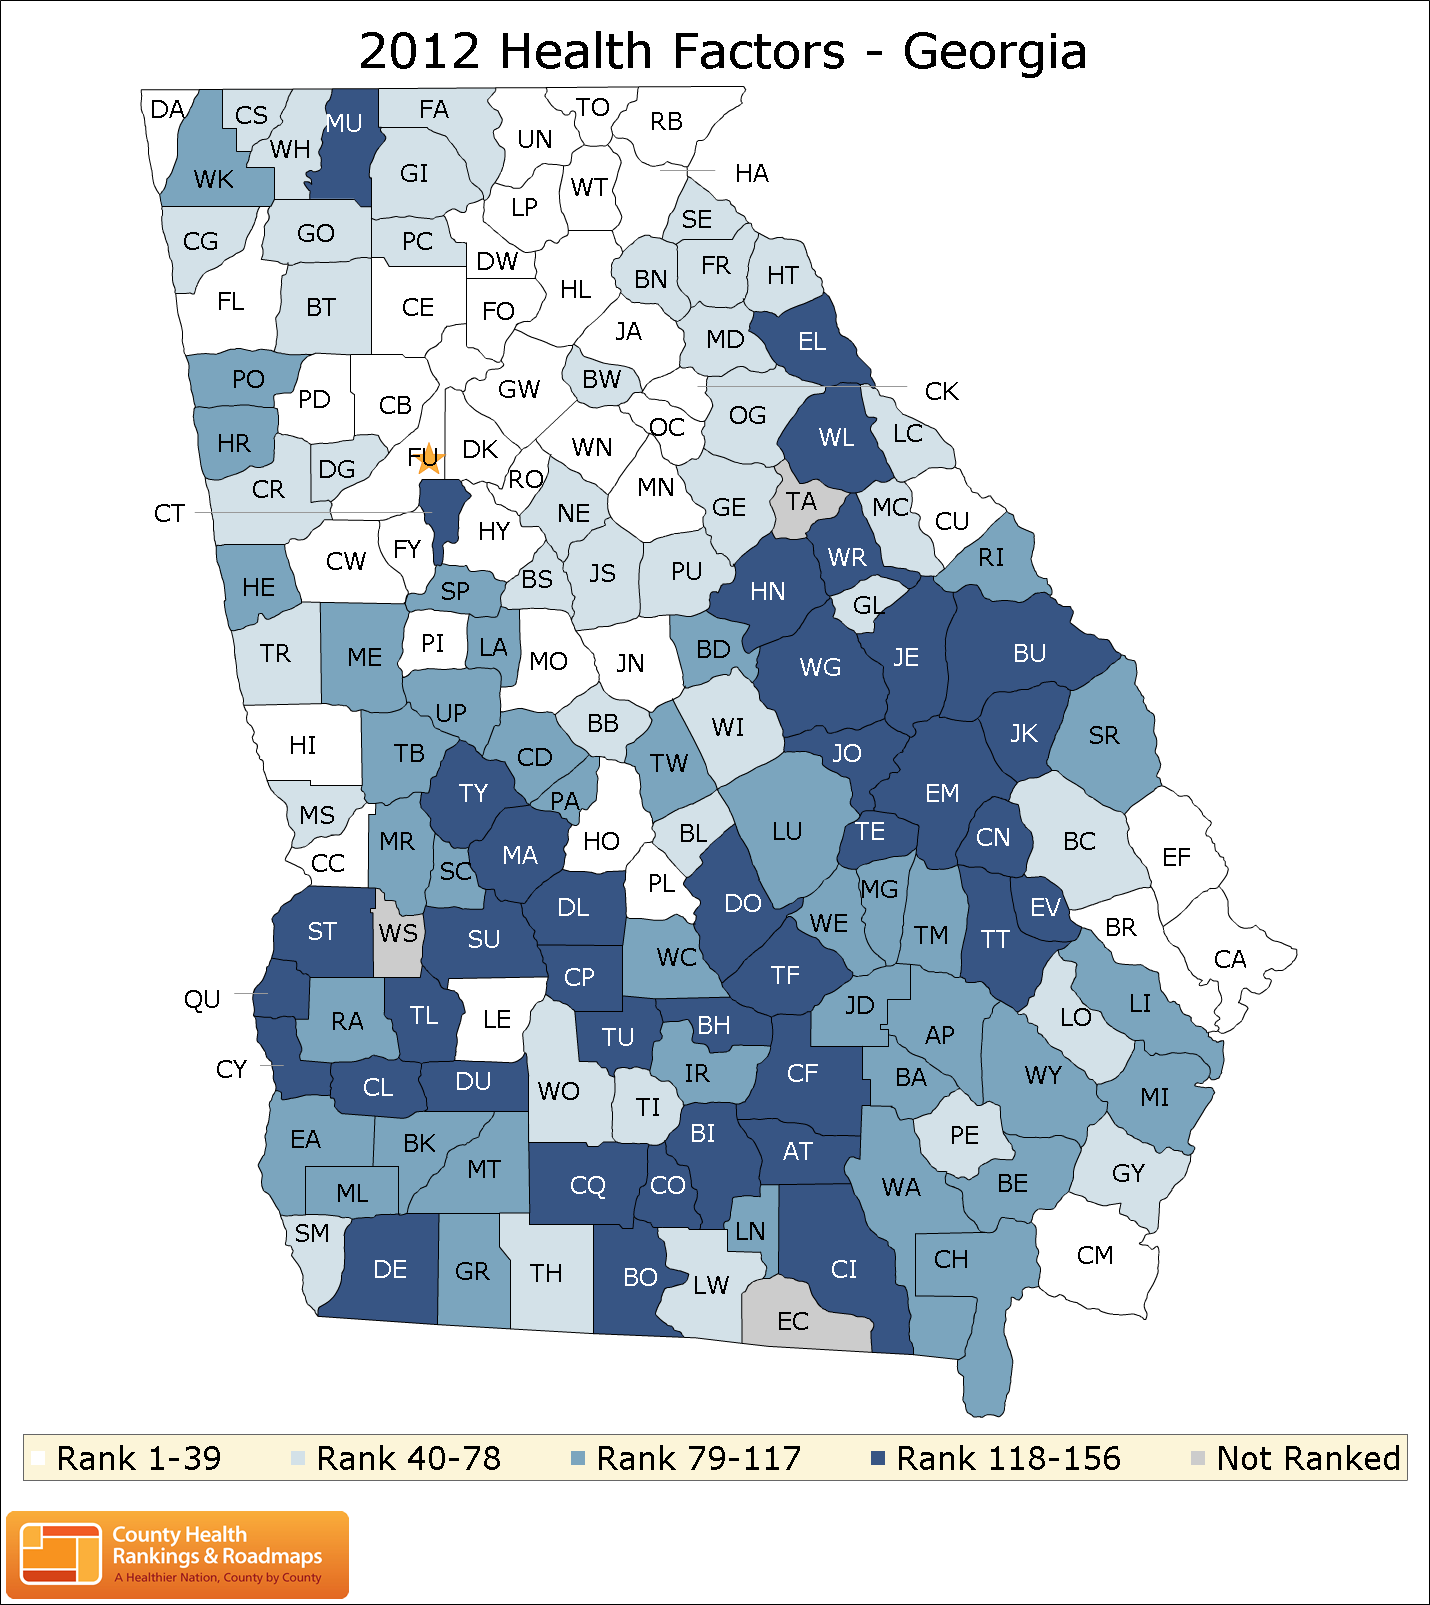 2012 Health Factors - Georgia
DA CS MU FA TO
UN RB
WH
WK GI WT HA
LP
SE
CG GO PC
DW FR
BN HT
FL BT CE FO HL
JA MD EL
PO BW
PD CB GW CK
OC OG
HR FU DK WN WL LC
DG
CR RO MN
CT NE GE TA MC CU
HY
CW FY WR RI
HE SP BS JS PU HN
GL
TR ME PI LA MO JN BD WG JE BU
UP BB WI
HI TB CD TW JO JK SR
TY PA EM
MS BL LU TE CN BC
MR MA HO
CC SC PL MG EF
DL DO EV
ST WS SU WE TM TT BR
WC CA
CP TF
QU RA TL LE BH JD LI
TU LO
AP
CY CL DU WO IR CF BA WY
TI MI
EA BK BI PE
MT AT
ML CQ CO WA BE GY
SM LN
DE GR TH BO CI CH CM
LW
EC
Rank 1-39 Rank 40-78 Rank 79-117 Rank 118-156 Not Ranked
County Health
Rankings & Roadmaps
A Healthier Nation, County by County